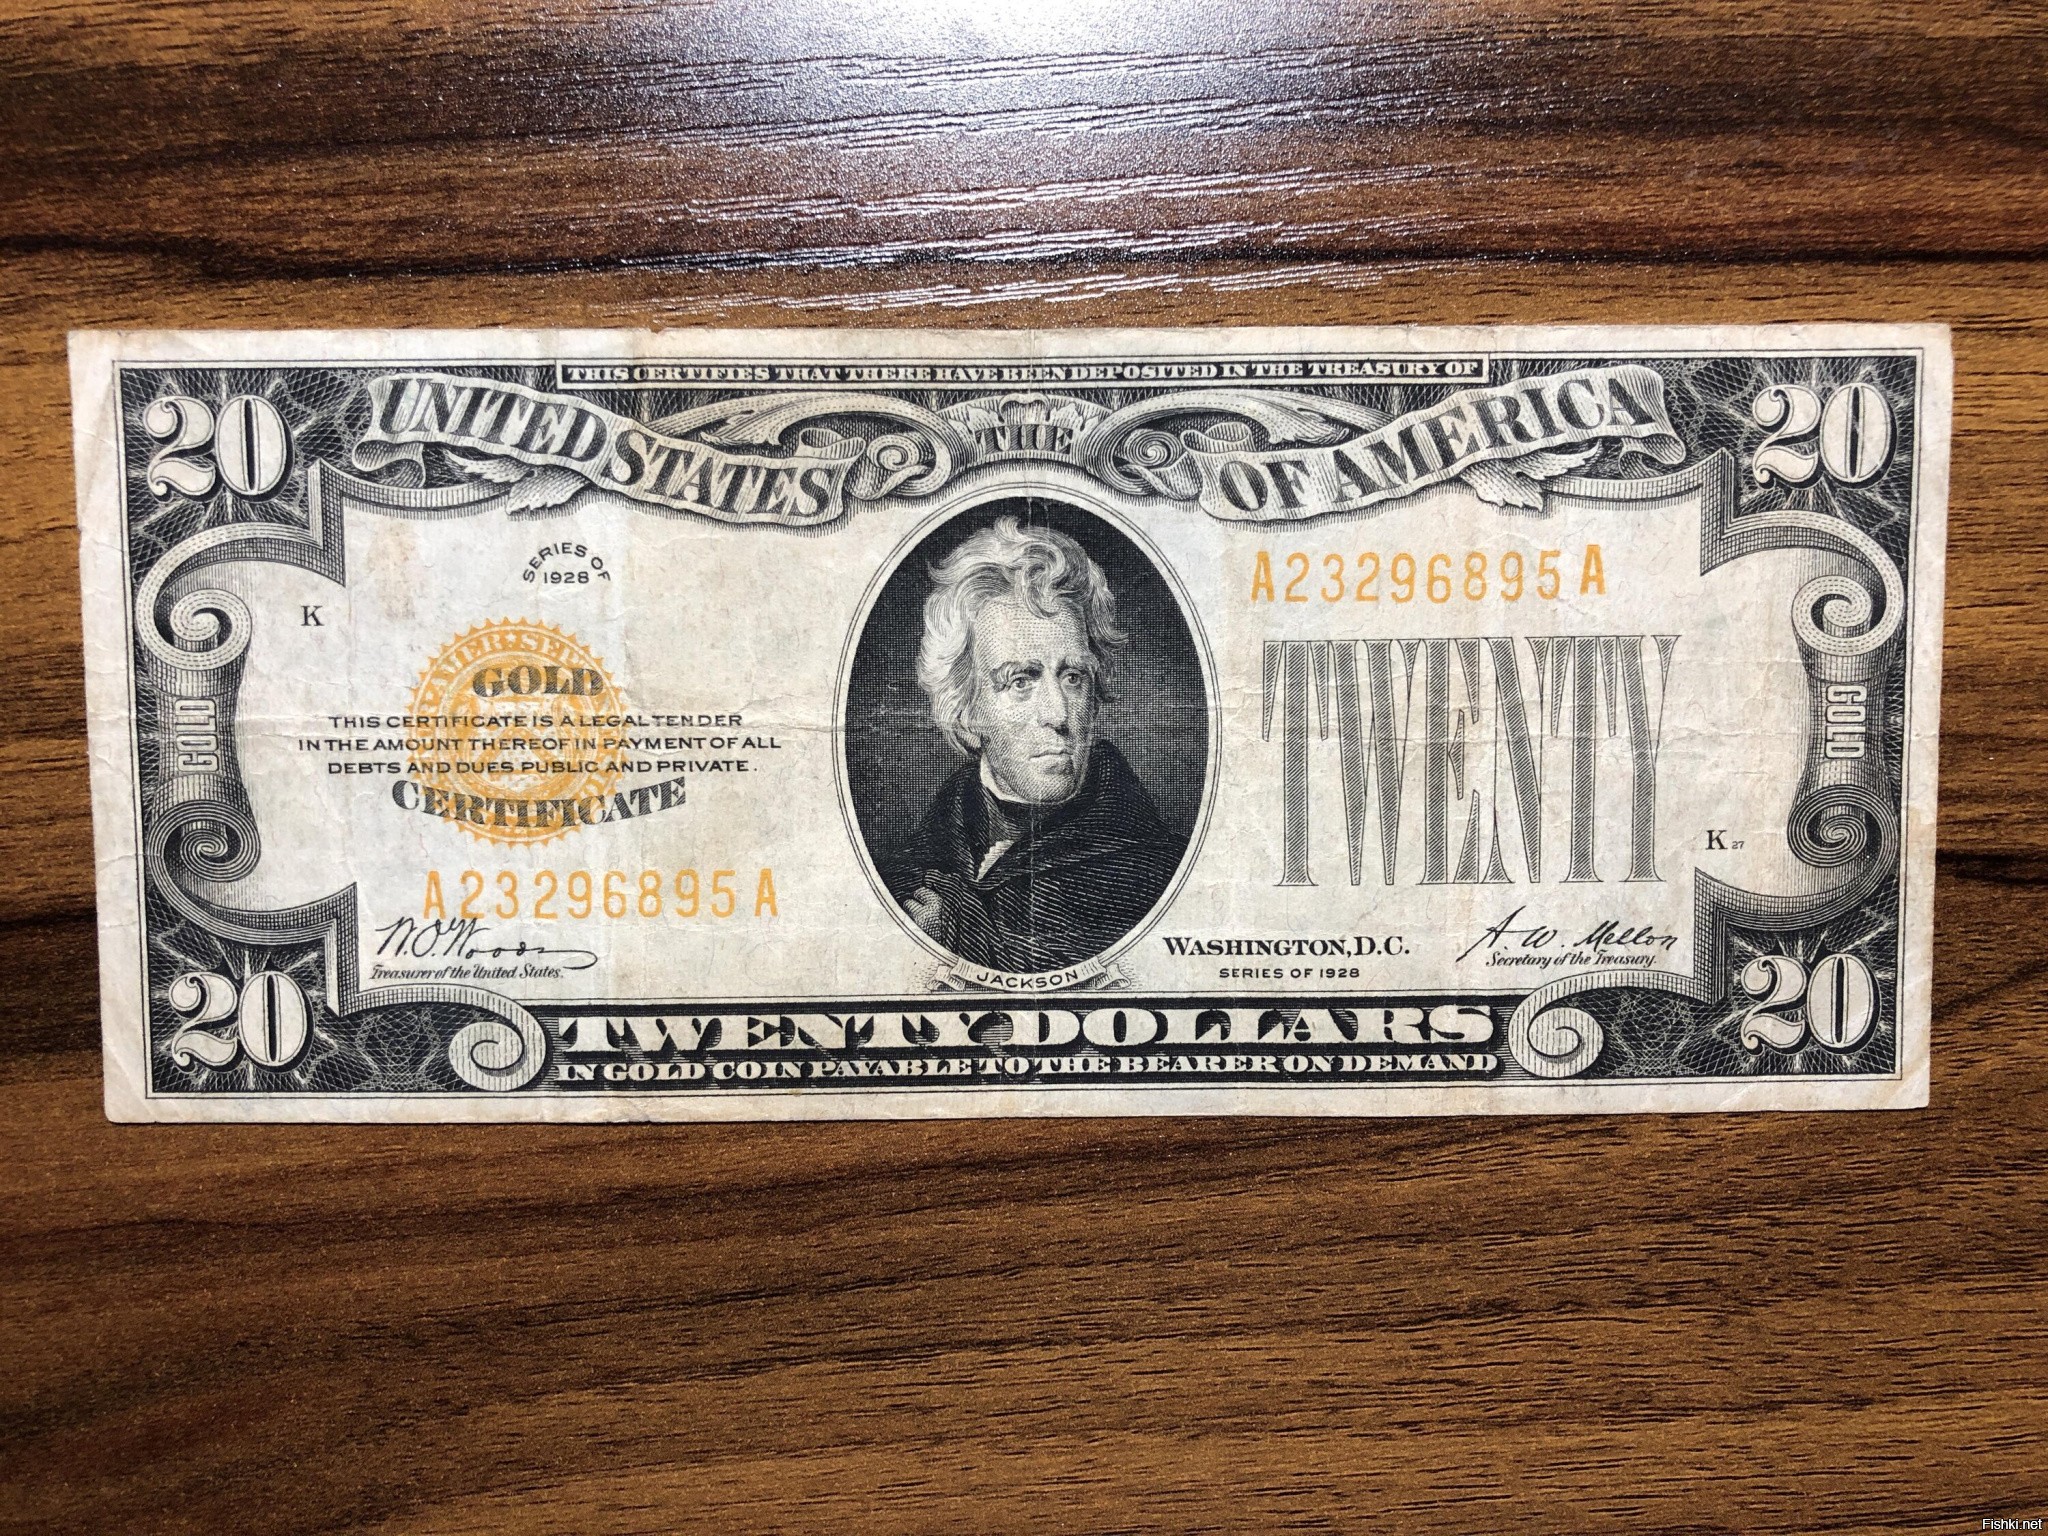 THIS CERTIFIES THAT THERE HAVE BEEN DEPOSITED IN THE TREASURY OF
20 UNITED STATES THE OF AMERICA 20
SERIES OF
1928
A23296895A
K
GOLD
TWENTY
THIS CERTIFICATE IS A LEGAL TENDER
IN THE AMOUNT THEREOF IN PAYMENT OF ALL
DEBTS AND DUES PUBLIC AND PRIVATE.
CERTIFICATE
GOLD
GOLD
K 27
A23296895A
W. O. Woods
Treasurer of the United States.
WASHINGTON, D.C.
SERIES OF 1928
A. W. Mellon
Secretary of the Treasury.
JACKSON
20 TWENTY DOLLARS 20
IN GOLD COIN PAYABLE TO THE BEARER ON DEMAND
Fishki.net